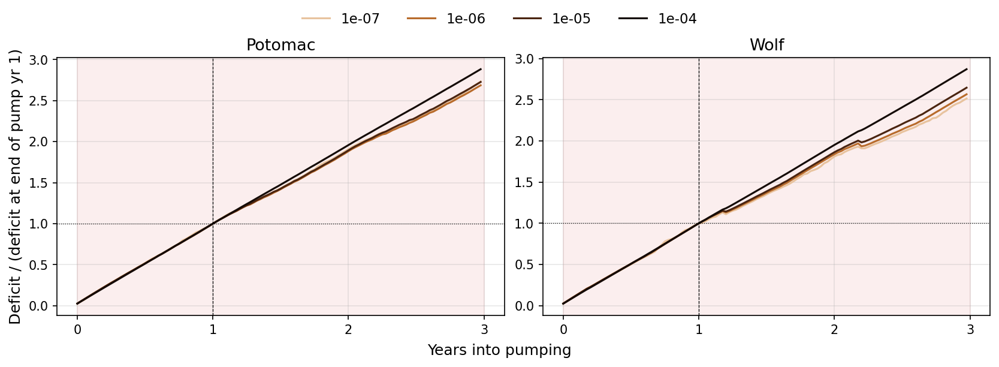 1e-07 1e-06 1e-05 1e-04
Potomac
Wolf
Deficit / (deficit at end of pump yr 1)
3.0
2.5
2.0
1.5
1.0
0.5
0.0
0 1 2 3
3.0
2.5
2.0
1.5
1.0
0.5
0.0
0 1 2 3
Years into pumping